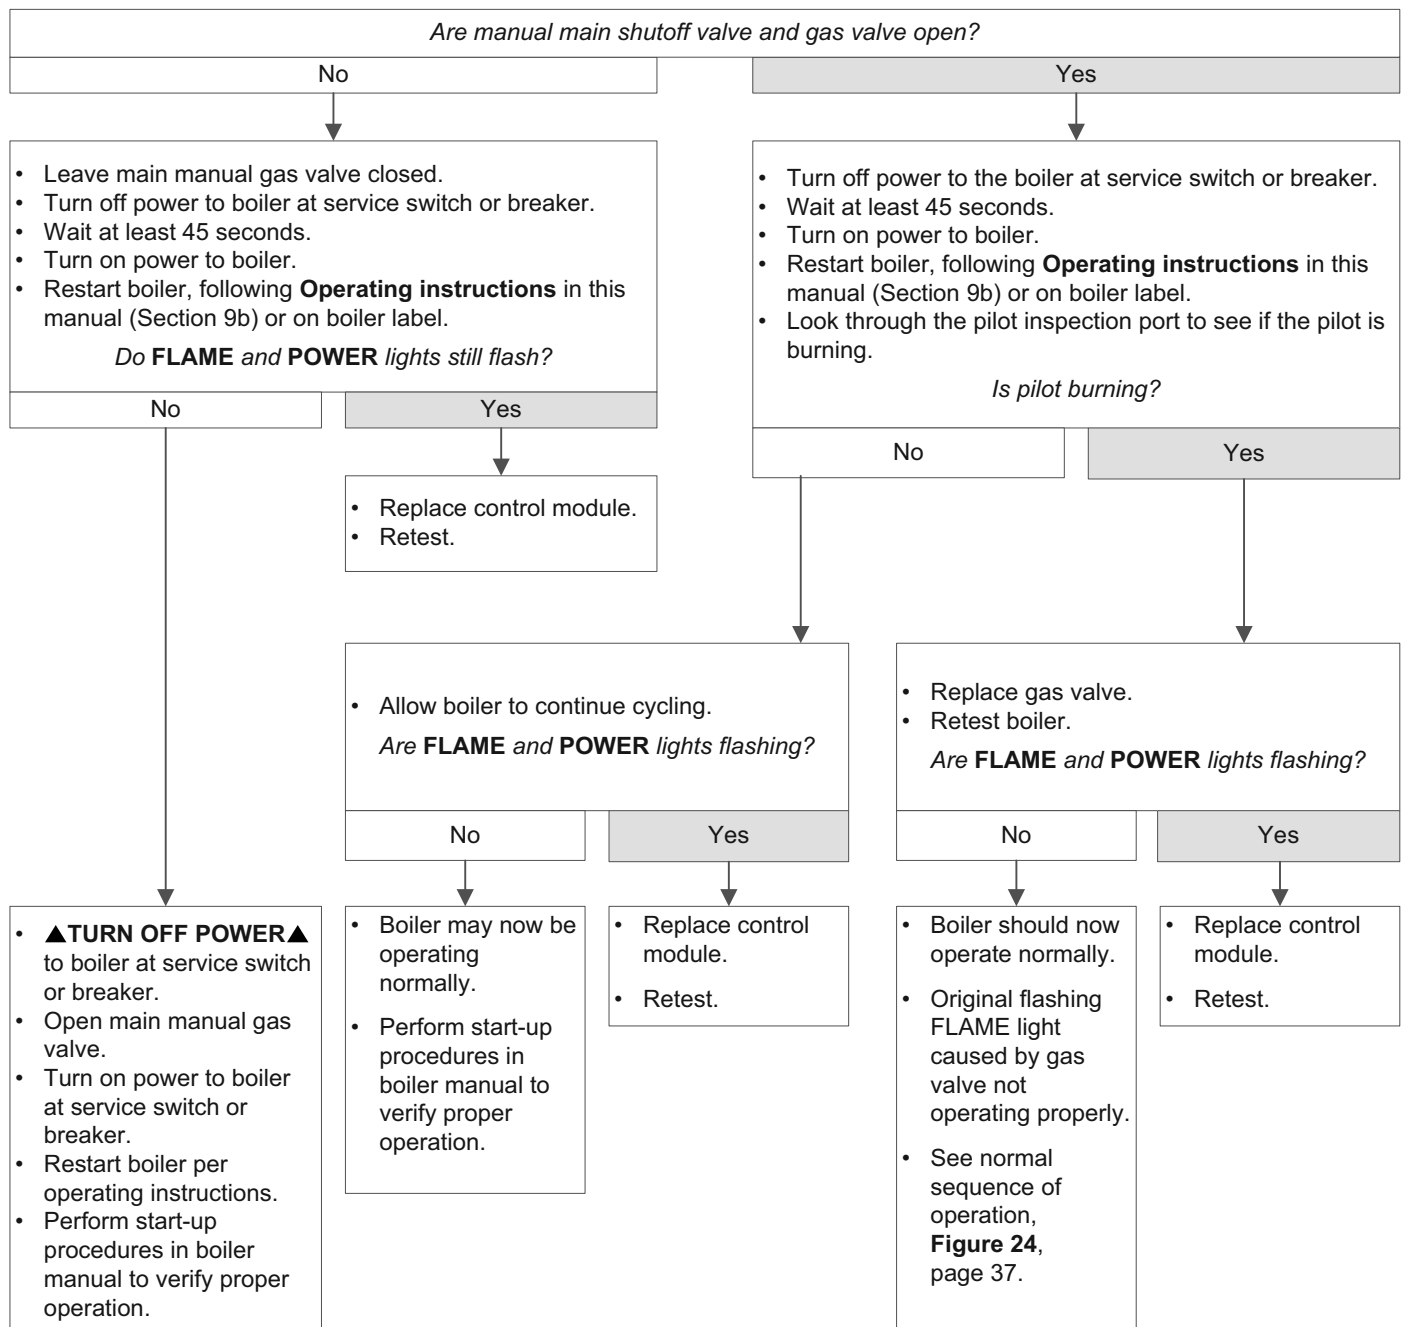 Are manual main shutoff valve and gas valve open?
No
Yes
• Leave main manual gas valve closed.
• Turn off power to boiler at service switch or breaker.
• Wait at least 45 seconds.
• Turn on power to boiler.
• Restart boiler, following Operating instructions in this
manual (Section 9b) or on boiler label.
Do FLAME and POWER lights still flash?
No
Yes
• Turn off power to the boiler at service switch or breaker.
• Wait at least 45 seconds.
• Turn on power to boiler.
• Restart boiler, following Operating instructions in this
manual (Section 9b) or on boiler label.
• Look through the pilot inspection port to see if the pilot is
burning.
Is pilot burning?
No
Yes
• Replace control module.
• Retest.
• Allow boiler to continue cycling.
Are FLAME and POWER lights flashing?
No
Yes
• Replace gas valve.
• Retest boiler.
Are FLAME and POWER lights flashing?
No
Yes
• ▲TURN OFF POWER▲
to boiler at service switch
or breaker.
• Open main manual gas
valve.
• Turn on power to boiler
at service switch or
breaker.
• Restart boiler per
operating instructions.
• Perform start-up
procedures in boiler
manual to verify proper
operation.
• Boiler may now be
operating
normally.
• Perform start-up
procedures in
boiler manual to
verify proper
operation.
• Replace control
module.
• Retest.
• Boiler should now
operate normally.
• Original flashing
FLAME light
caused by gas
valve not
operating properly.
• See normal
sequence of
operation,
Figure 24,
page 37.
• Replace control
module.
• Retest.